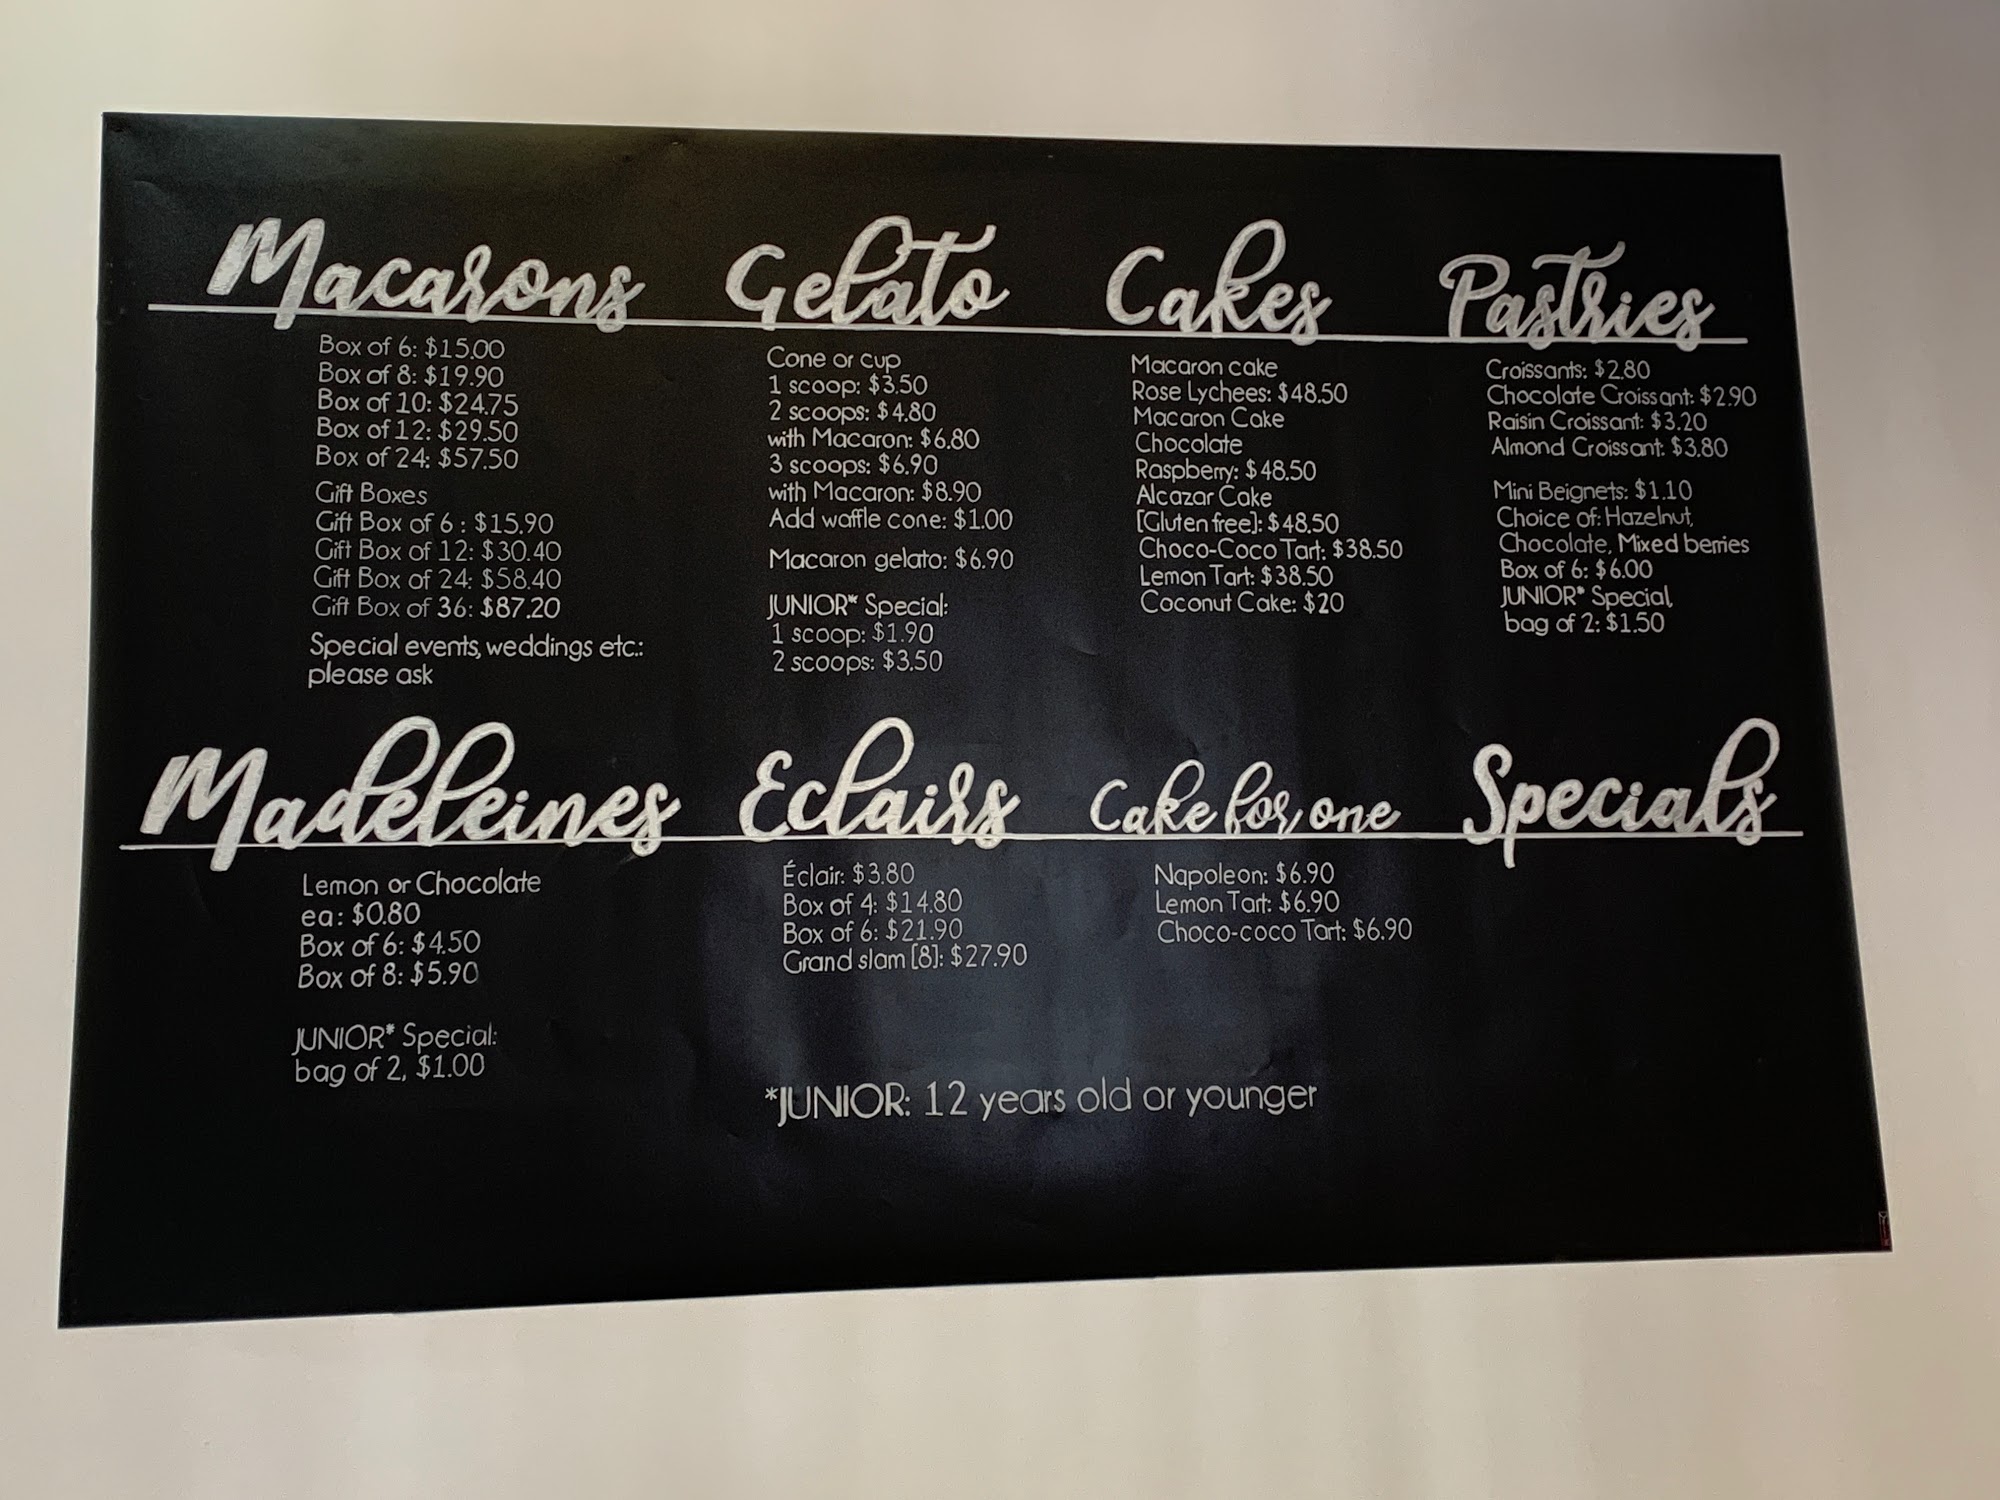 Macarons
Box of 6: $15.00
Box of 8: $19.90
Box of 10: $24.75
Box of 12: $29.50
Box of 24: $57.50
Gift Boxes
Gift Box of 6 : $15.90
Gift Box of 12: $30.40
Gift Box of 24: $58.40
Gift Box of 36: $87.20
Special events, weddings etc.:
please ask
Gelato
Cone or cup
1 scoop: $3.50
2 scoops: $4.80
with Macaron: $6.80
3 scoops: $6.90
with Macaron: $8.90
Add waffle cone: $1.00
Macaron gelato: $6.90
JUNIOR* Special:
1 scoop: $1.90
2 scoops: $3.50
Cakes
Macaron cake
Rose Lychees: $48.50
Macaron Cake
Chocolate
Raspberry: $48.50
Alcazar Cake
[Gluten free]: $48.50
Choco-Coco Tart: $38.50
Lemon Tart: $38.50
Coconut Cake: $20
Pastries
Croissants: $2.80
Chocolate Croissant: $2.90
Raisin Croissant: $3.20
Almond Croissant: $3.80
Mini Beignets: $1.10
Choice of: Hazelnut,
Chocolate, Mixed berries
Box of 6: $6.00
JUNIOR* Special,
bag of 2: $1.50
Madeleines
Lemon or Chocolate
ea: $0.80
Box of 6: $4.50
Box of 8: $5.90
JUNIOR* Special:
bag of 2, $1.00
Eclairs
Éclair: $3.80
Box of 4: $14.80
Box of 6: $21.90
Grand slam [8]: $27.90
Cake for one
Napoleon: $6.90
Lemon Tart: $6.90
Choco-coco Tart: $6.90
Specials
*JUNIOR: 12 years old or younger